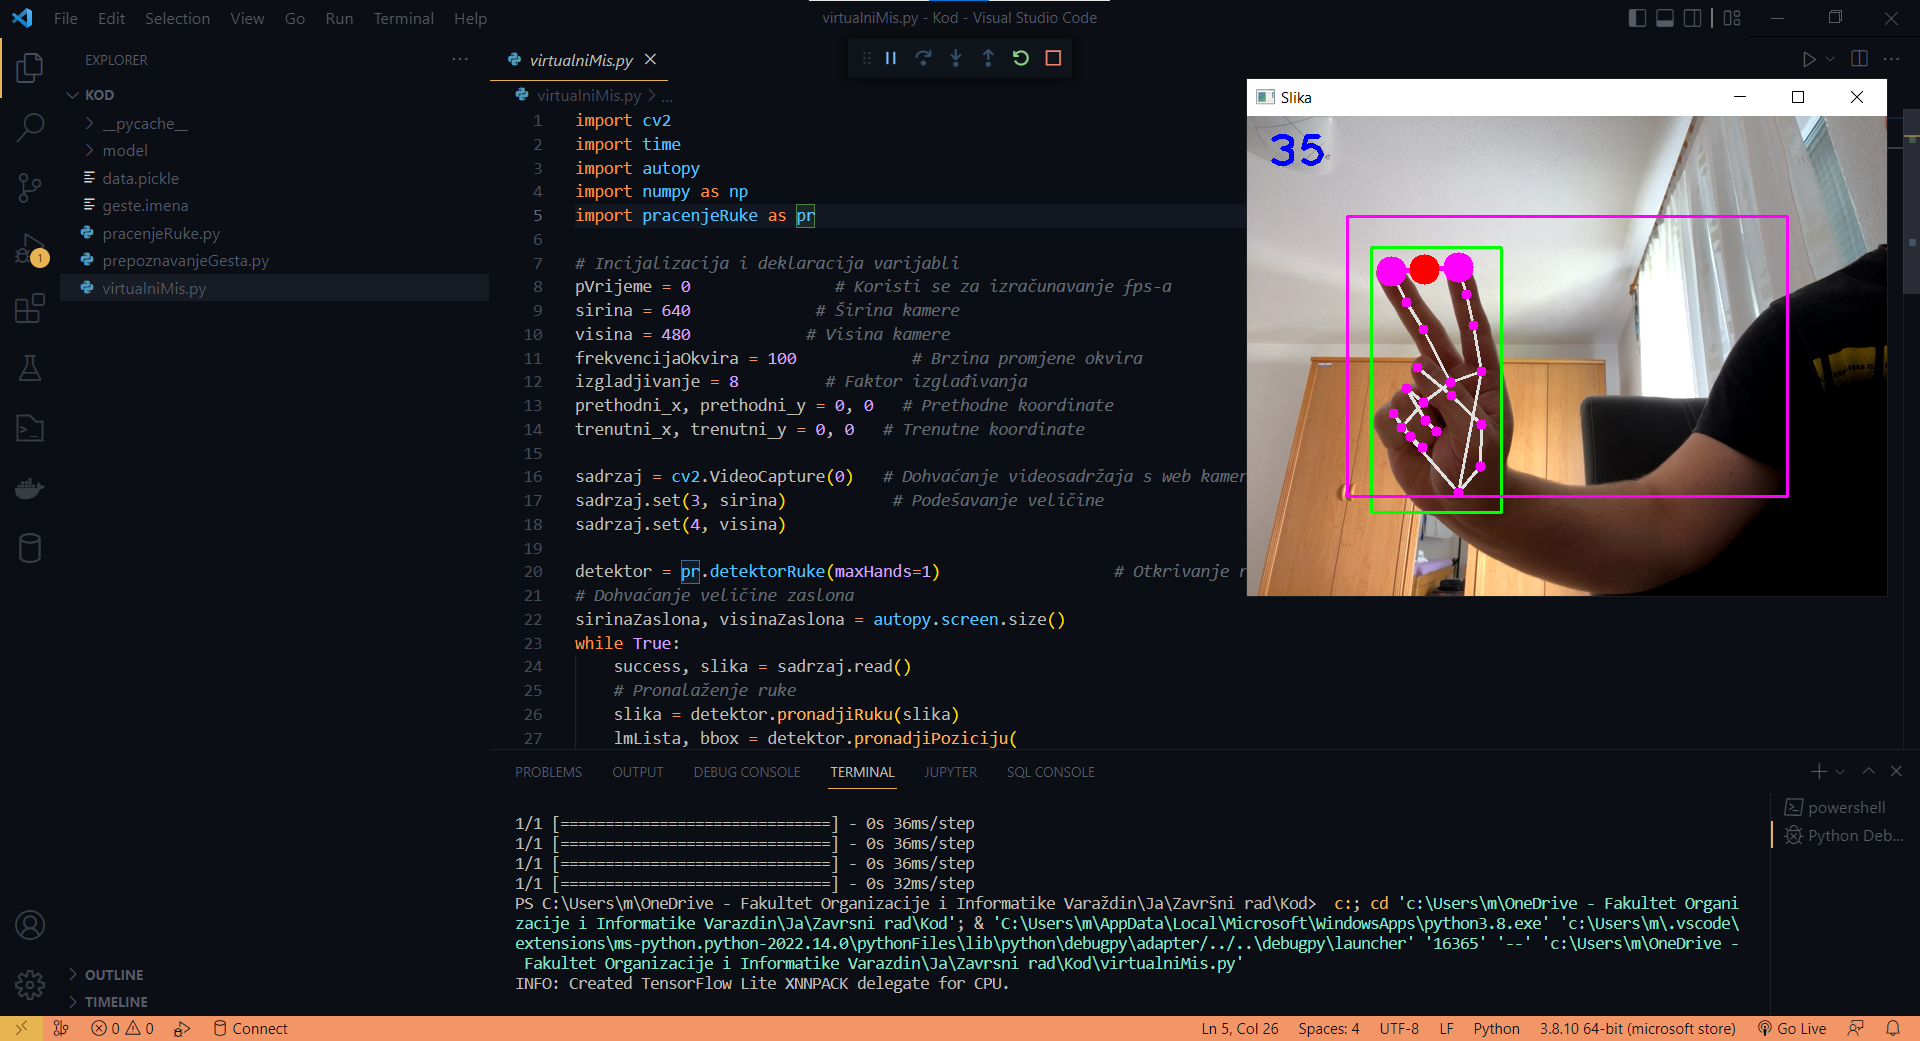 File Edit Selection View Go Run Terminal Help
virtualniMis.py - Kod - Visual Studio Code
EXPLORER
KOD
__pycache__
model
data.pickle
geste.imena
pracenjeRuke.py
prepoznavanjeGesta.py
virtualniMis.py
1
OUTLINE
TIMELINE
virtualniMis.py
virtualniMis.py > ...
1 import cv2
2 import time
3 import autopy
4 import numpy as np
5 import pracenjeRuke as pr
6
7 # Incijalizacija i deklaracija varijabli
8 pVrijeme = 0 # Koristi se za izračunavanje fps-a
9 sirina = 640 # Širina kamere
10 visina = 480 # Visina kamere
11 frekvencijaOkvira = 100 # Brzina promjene okvira
12 izgladjivanje = 8 # Faktor izglađivanja
13 prethodni_x, prethodni_y = 0, 0 # Prethodne koordinate
14 trenutni_x, trenutni_y = 0, 0 # Trenutne koordinate
15
16 sadrzaj = cv2.VideoCapture(0) # Dohvaćanje videosadržaja s web kamer
17 sadrzaj.set(3, sirina) # Podešavanje veličine
18 sadrzaj.set(4, visina)
19
20 detektor = pr.detektorRuke(maxHands=1) # Otkrivanje r
21 # Dohvaćanje veličine zaslona
22 sirinaZaslona, visinaZaslona = autopy.screen.size()
23 while True:
24 success, slika = sadrzaj.read()
25 # Pronalaženje ruke
26 slika = detektor.pronadjiRuku(slika)
27 lmLista, bbox = detektor.pronadjiPoziciju(
Slika
35
PROBLEMS OUTPUT DEBUG CONSOLE TERMINAL JUPYTER SQL CONSOLE
powershell
Python Deb...
1/1 [==============================] - 0s 36ms/step
1/1 [==============================] - 0s 36ms/step
1/1 [==============================] - 0s 36ms/step
1/1 [==============================] - 0s 32ms/step
PS C:\Users\m\OneDrive - Fakultet Organizacije i Informatike Varaždin\Ja\Završni rad\Kod> c:; cd 'c:\Users\m\OneDrive - Fakultet Organi
zacije i Informatike Varazdin\Ja\Zavrsni rad\Kod'; & 'C:\Users\m\AppData\Local\Microsoft\WindowsApps\python3.8.exe' 'c:\Users\m\.vscode\
extensions\ms-python.python-2022.14.0\pythonFiles\lib\python\debugpy\adapter/../..\debugpy\launcher' '16365' '--' 'c:\Users\m\OneDrive -
Fakultet Organizacije i Informatike Varazdin\Ja\Zavrsni rad\Kod\virtualniMis.py'
INFO: Created TensorFlow Lite XNNPACK delegate for CPU.
0 0 Connect
Ln 5, Col 26 Spaces: 4 UTF-8 LF Python 3.8.10 64-bit (microsoft store) Go Live